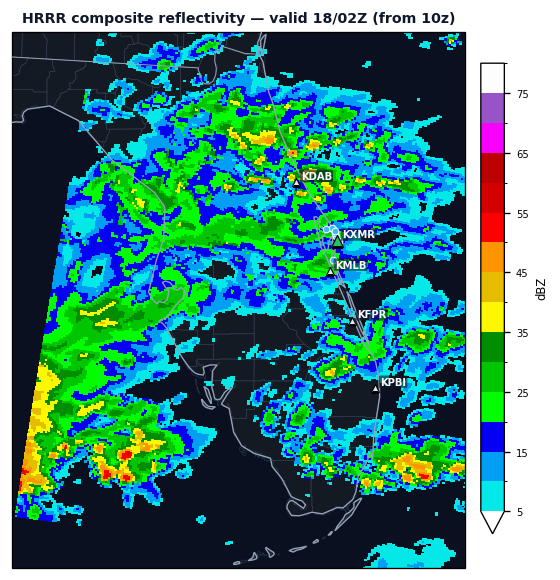 HRRR composite reflectivity — valid 18/02Z (from 10z)
KDAB
KXMR
KMLB
KFPR
KPBI
75
65
55
45
35
25
15
5
dBZ